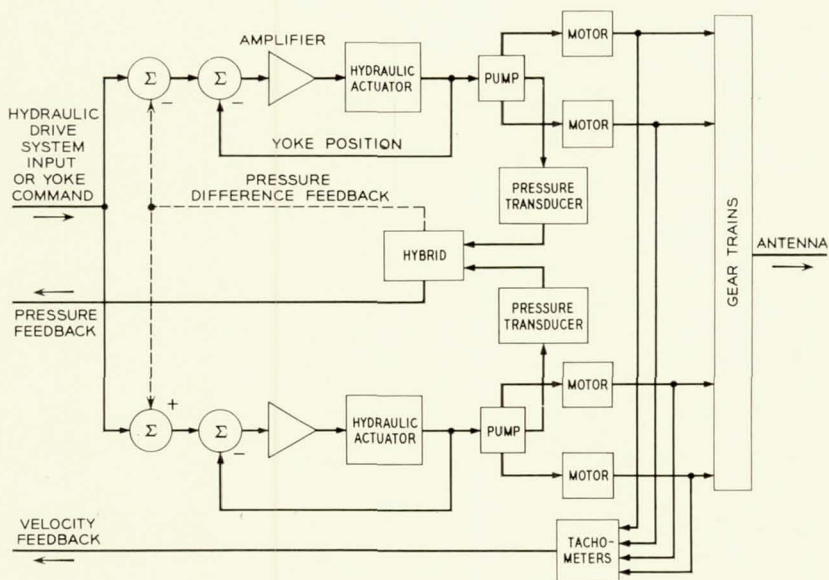 AMPLIFIER
MOTOR
Σ
Σ
HYDRAULIC
ACTUATOR
PUMP
−
−
HYDRAULIC
DRIVE
SYSTEM
INPUT
OR YOKE
COMMAND
MOTOR
YOKE POSITION
PRESSURE
DIFFERENCE FEEDBACK
PRESSURE
TRANSDUCER
HYBRID
GEAR TRAINS
ANTENNA
PRESSURE
FEEDBACK
PRESSURE
TRANSDUCER
MOTOR
+
Σ
Σ
−
HYDRAULIC
ACTUATOR
PUMP
MOTOR
VELOCITY
FEEDBACK
TACHO-
METERS